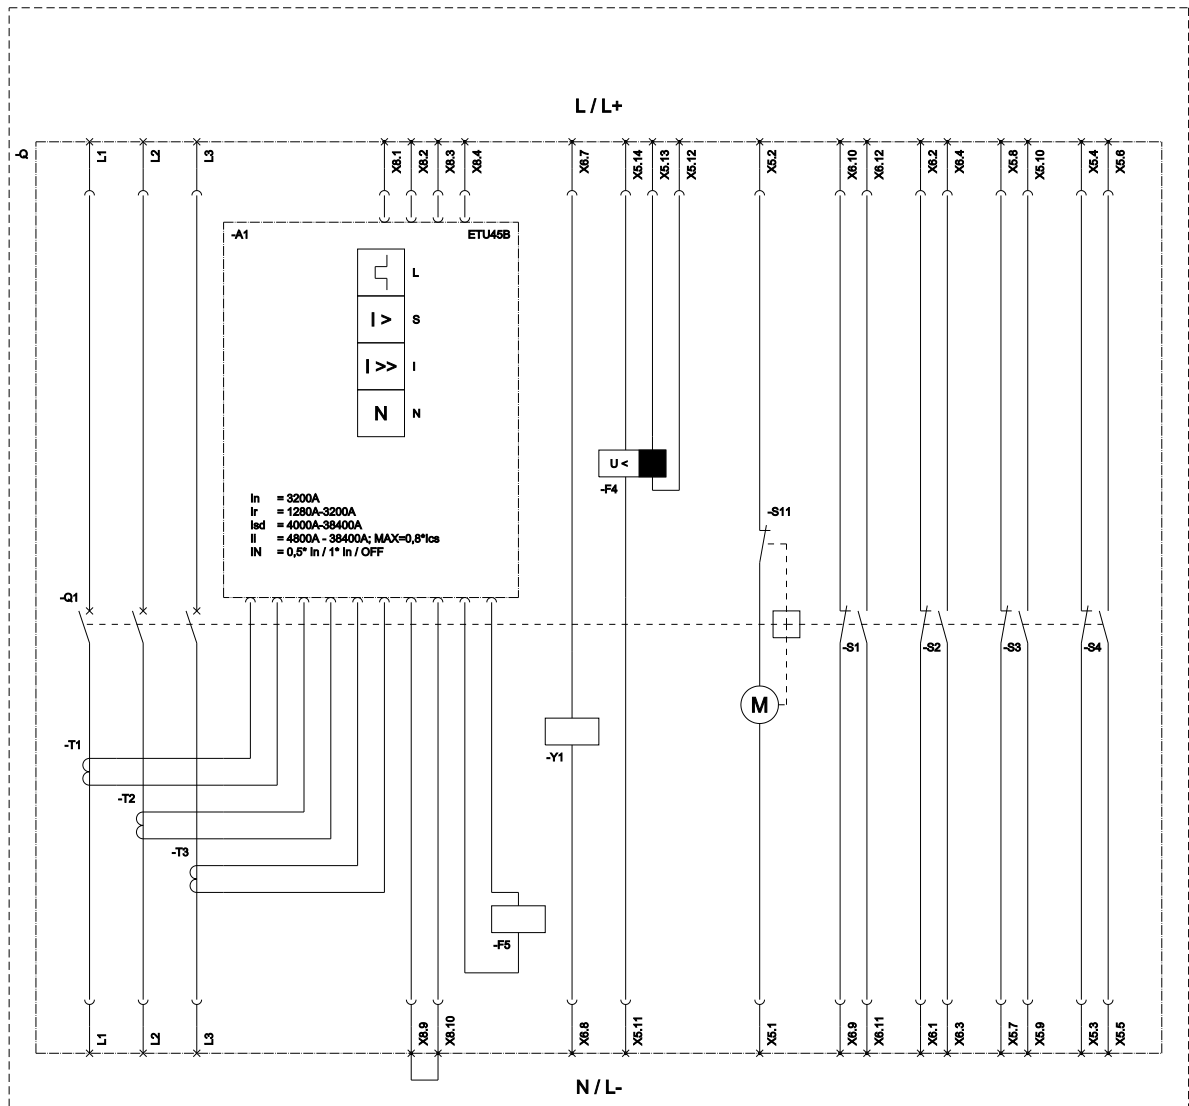 L / L+
-Q
L1
L2
L3
X8.1
X8.2
X8.3
X8.4
X6.7
X5.14
X5.13
X5.12
X5.2
X6.10
X6.12
X6.2
X6.4
X5.8
X5.10
X5.4
X5.6
-A1
ETU45B
L
I >
S
I >>
I
N
N
U <
-F4
In = 3200A
Ir = 1280A-3200A
Isd = 4000A-38400A
Ii = 4800A - 38400A; MAX=0,8*Ics
IN = 0,5* In / 1* In / OFF
-S11
-Q1
-S1
-S2
-S3
-S4
M
-T1
-Y1
-T2
-T3
-F5
L1
L2
L3
X8.9
X8.10
X6.8
X5.11
X5.1
X6.9
X6.11
X6.1
X6.3
X5.7
X5.9
X5.3
X5.5
N / L-